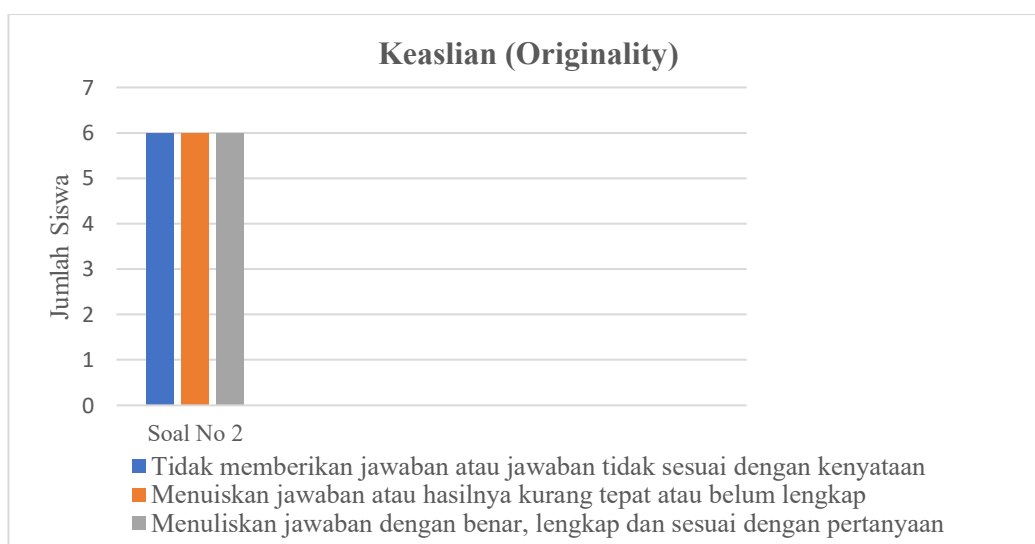 Keaslian (Originality)
7
6
5
4
3
2
1
0
Jumlah Siswa
Soal No 2
Tidak memberikan jawaban atau jawaban tidak sesuai dengan kenyataan
Menuiskan jawaban atau hasilnya kurang tepat atau belum lengkap
Menuliskan jawaban dengan benar, lengkap dan sesuai dengan pertanyaan